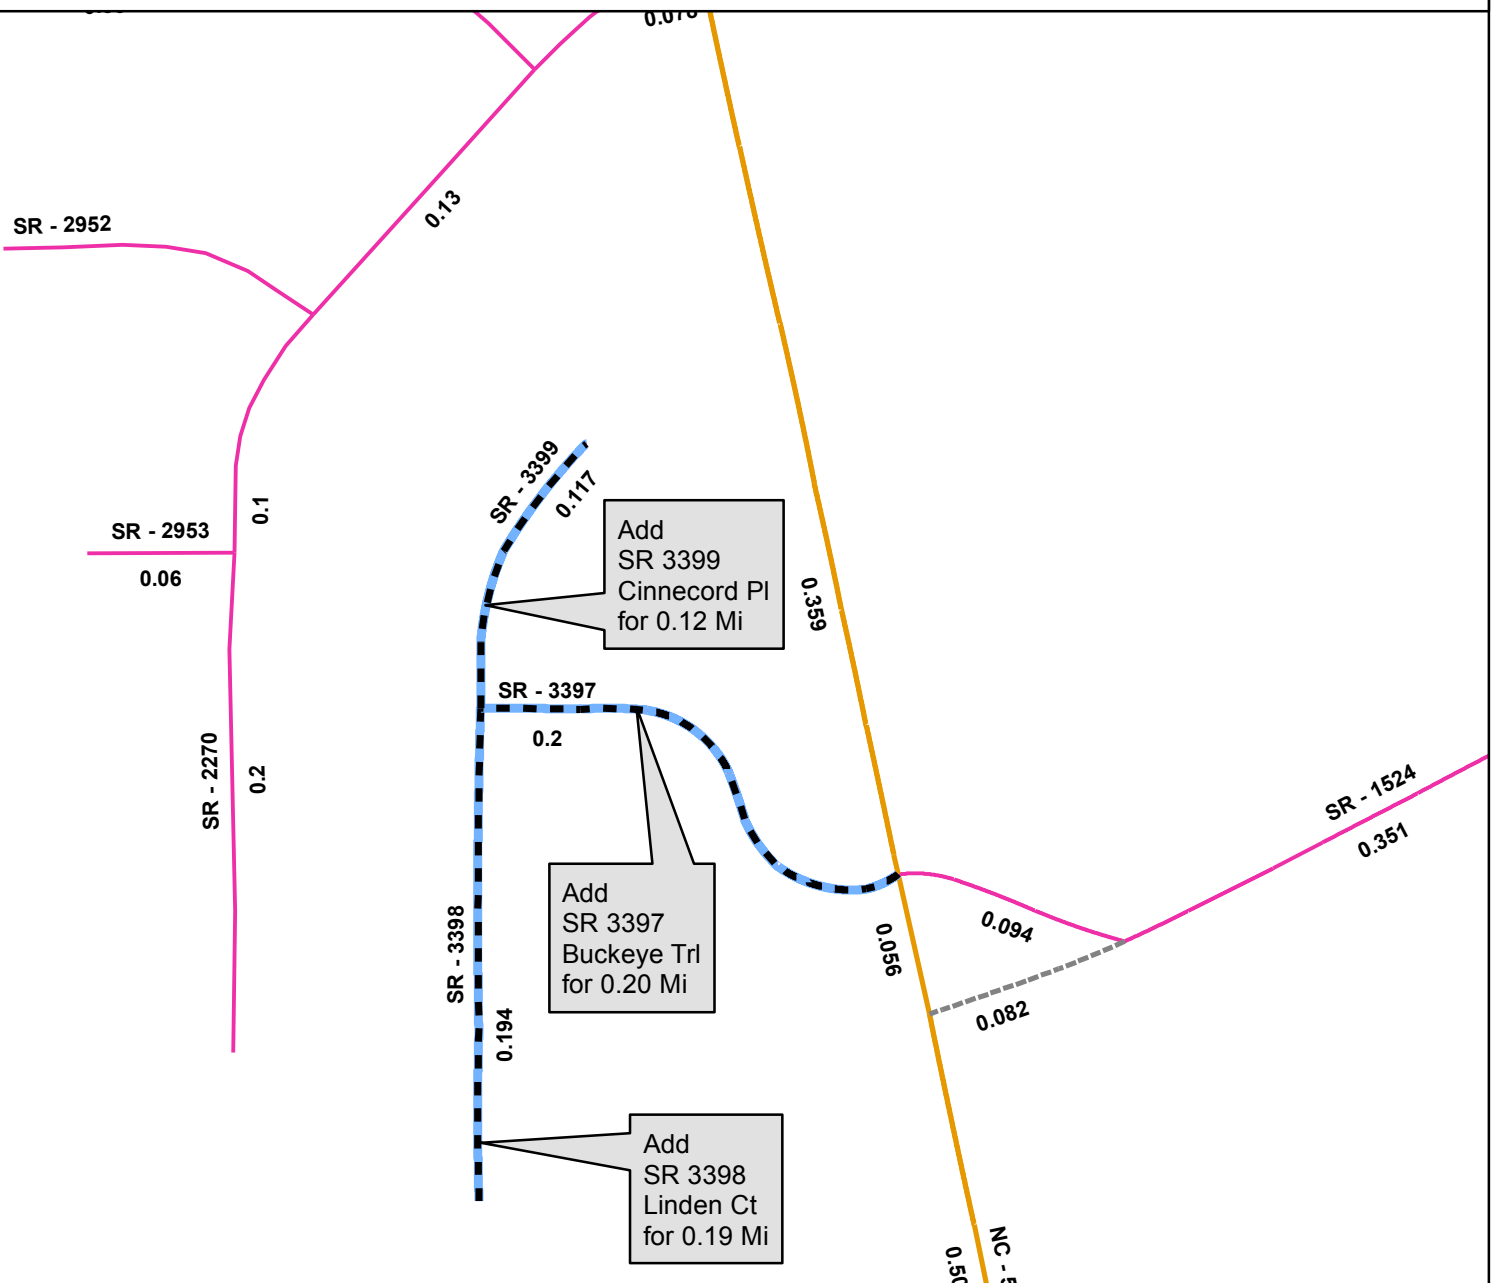 0.078
0.13
SR - 2952
SR - 3399
0.117
0.1
SR - 2953
0.06
Add
SR 3399
Cinnecord Pl
for 0.12 Mi
0.359
SR - 3397
0.2
SR - 2270
0.2
SR - 1524
0.351
Add
SR 3397
Buckeye Trl
for 0.20 Mi
SR - 3398
0.194
0.056
0.094
0.082
Add
SR 3398
Linden Ct
for 0.19 Mi
NC -